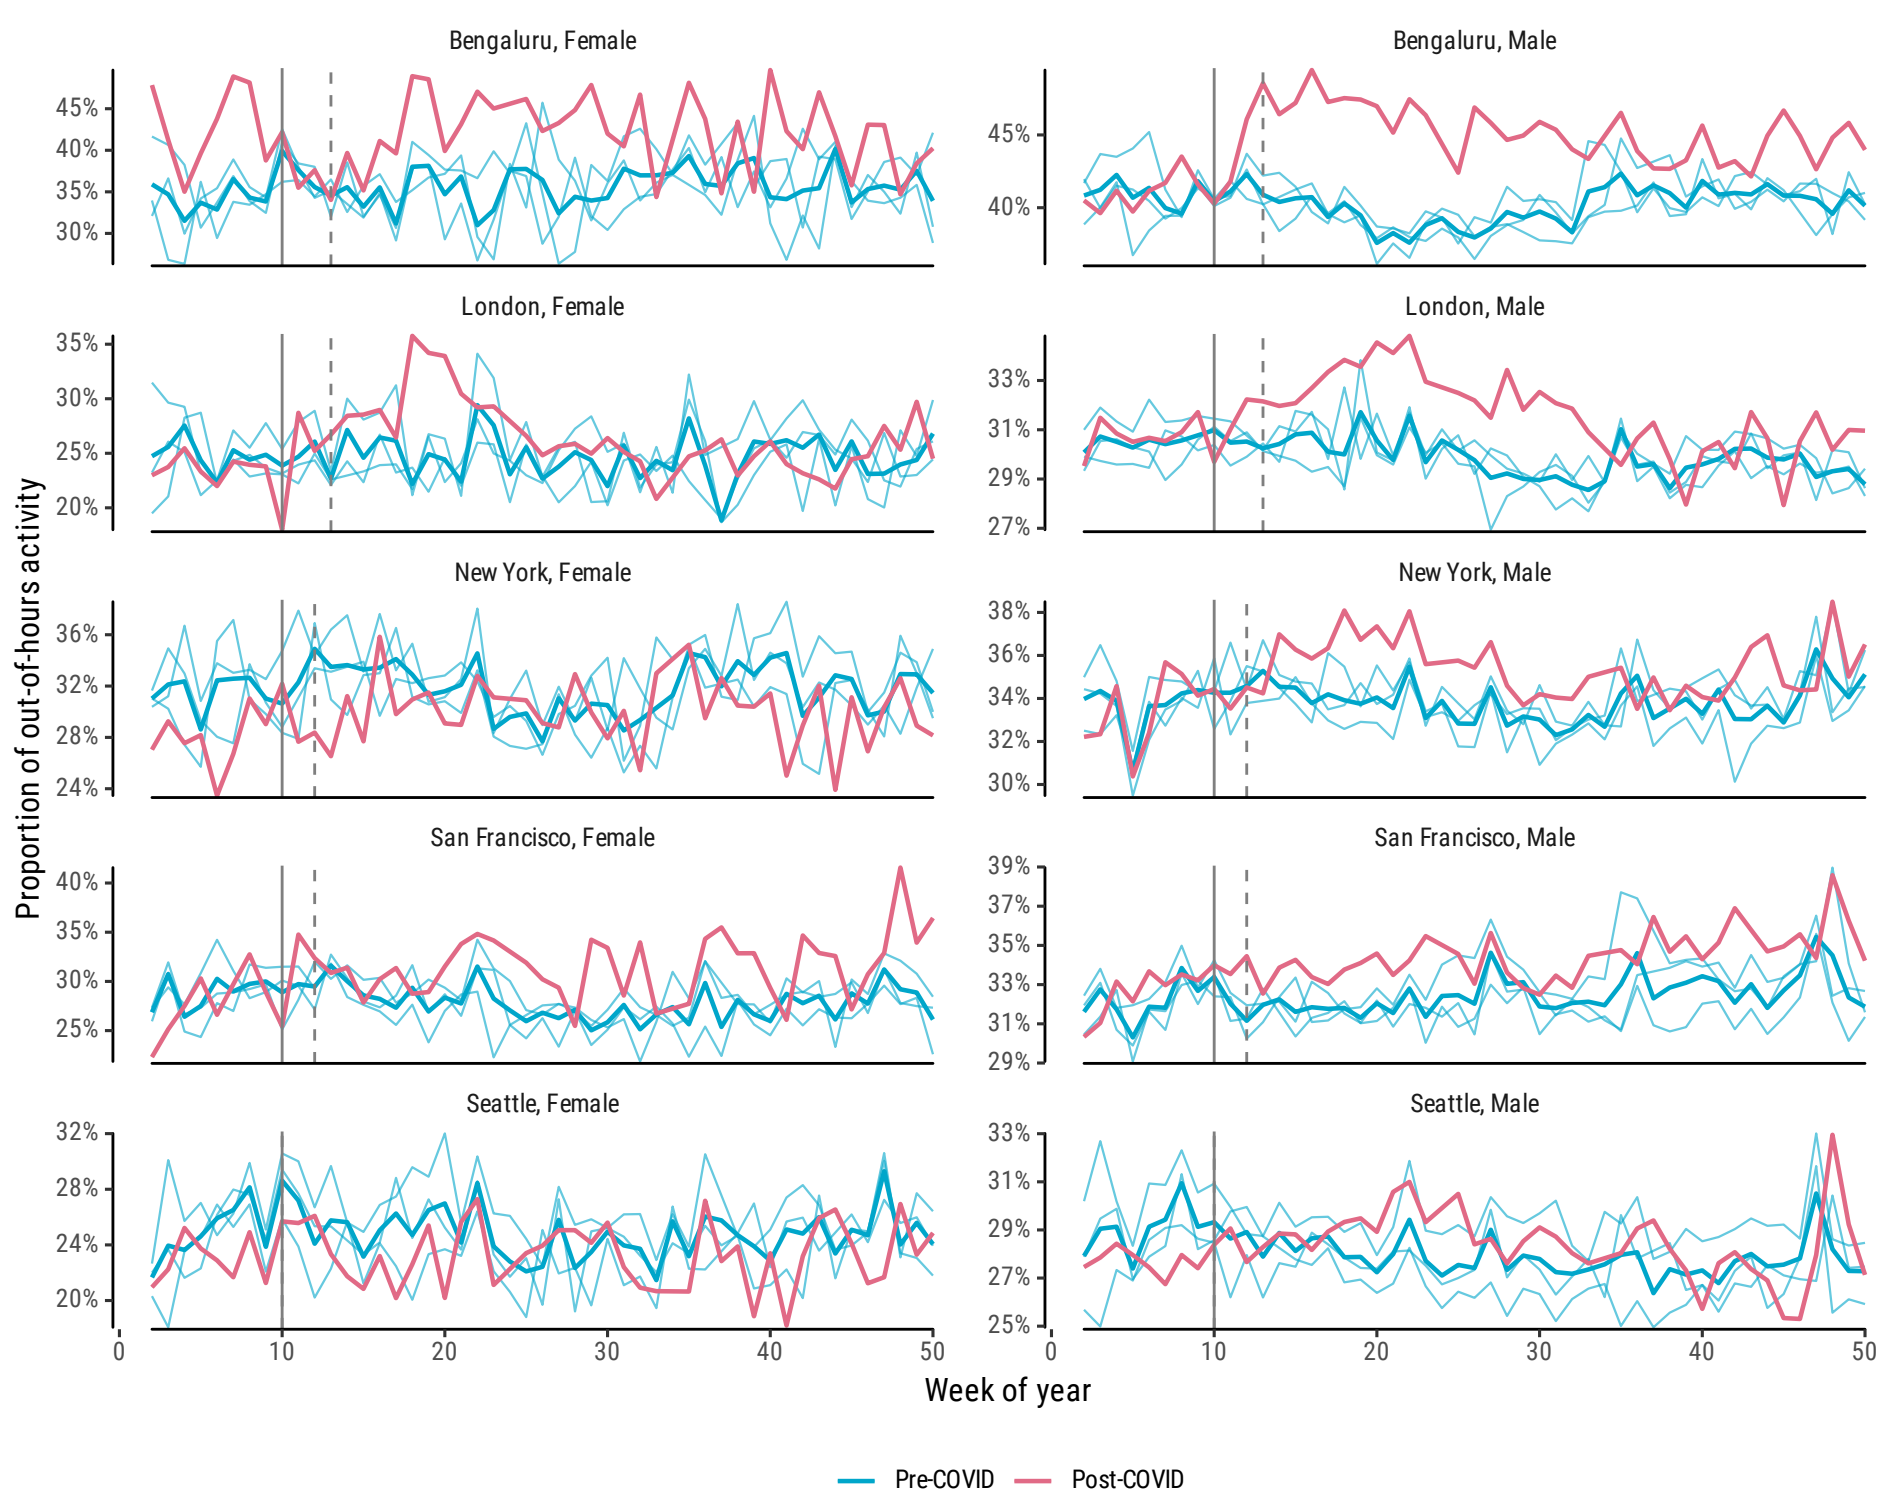 Bengaluru, Female
Bengaluru, Male
45%
40%
35%
30%
45%
40%
London, Female
London, Male
35%
30%
25%
20%
33%
31%
29%
27%
New York, Female
New York, Male
36%
32%
28%
24%
38%
36%
34%
32%
30%
San Francisco, Female
San Francisco, Male
40%
35%
30%
25%
39%
37%
35%
33%
31%
29%
Seattle, Female
Seattle, Male
32%
28%
24%
20%
33%
31%
29%
27%
25%
0 10 20 30 40 50
0 10 20 30 40 50
Proportion of out-of-hours activity
Week of year
Pre-COVID Post-COVID